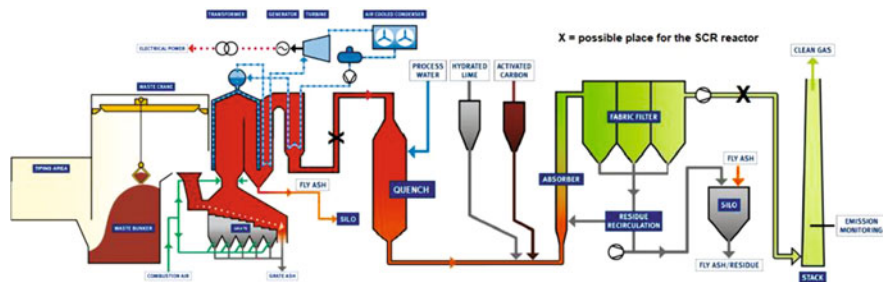 TRANSFORMER
GENERATOR
TURBINE
AIR COOLED CONDENSER
ELECTRICAL POWER
X = possible place for the SCR reactor
CLEAN GAS
PROCESS
WATER
HYDRATED
LIME
ACTIVATED
CARBON
WASTE CRANE
X
X
FABRIC FILTER
TIPING AREA
FLY ASH
QUENCH
ABSORBER
FLY ASH
SILO
SILO
WASTE BUNKER
GRATE
RESIDUE
RECIRCULATION
EMISSION
MONITORING
COMBUSTION AIR
GRATE ASH
FLY ASH/RESIDUE
STACK